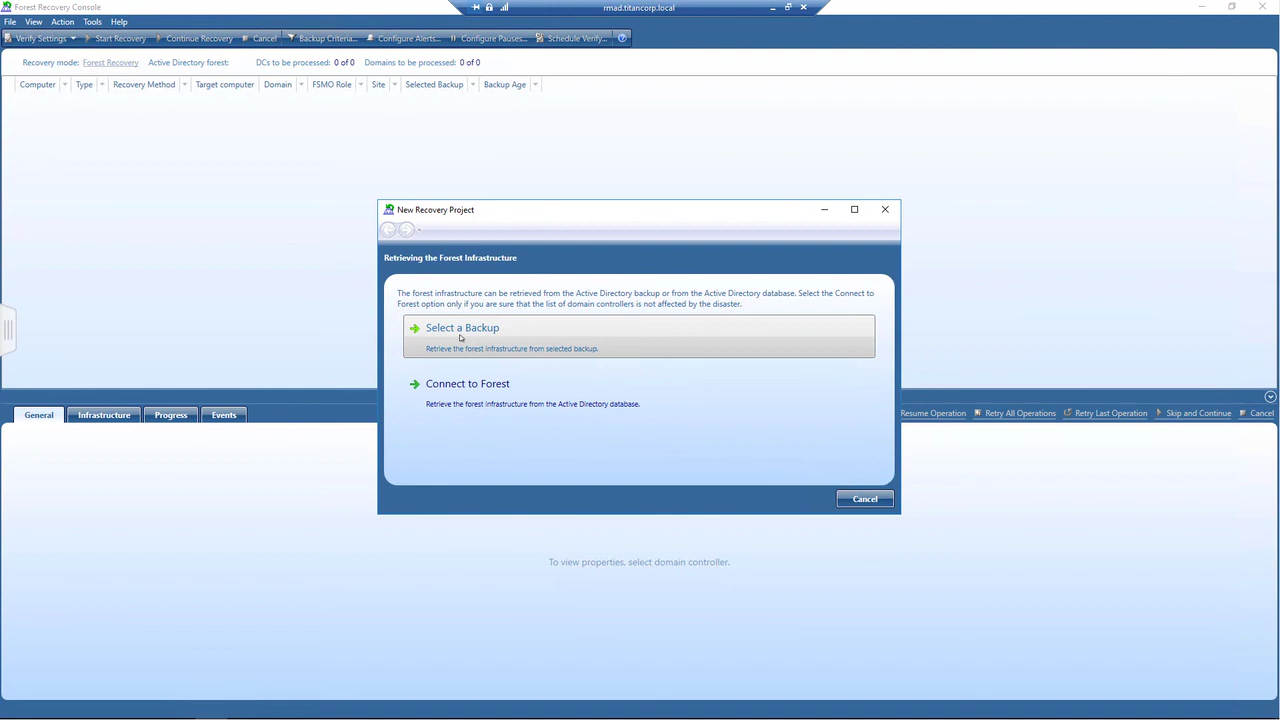 Forest Recovery Console
rmad.titancorp.local
File View Action Tools Help
Verify Settings Start Recovery Continue Recovery Cancel Backup Criteria... Configure Alerts... Configure Pauses... Schedule Verify...
Recovery mode: Forest Recovery Active Directory forest: DCs to be processed: 0 of 0 Domains to be processed: 0 of 0
Computer Type Recovery Method Target computer Domain FSMO Role Site Selected Backup Backup Age
New Recovery Project
Retrieving the Forest Infrastructure
The forest infrastructure can be retrieved from the Active Directory backup or from the Active Directory database. Select the Connect to
Forest option only if you are sure that the list of domain controllers is not affected by the disaster.
Select a Backup
Retrieve the forest infrastructure from selected backup.
Connect to Forest
Retrieve the forest infrastructure from the Active Directory database.
Cancel
General Infrastructure Progress Events
Resume Operation Retry All Operations Retry Last Operation Skip and Continue Cancel
To view properties, select domain controller.